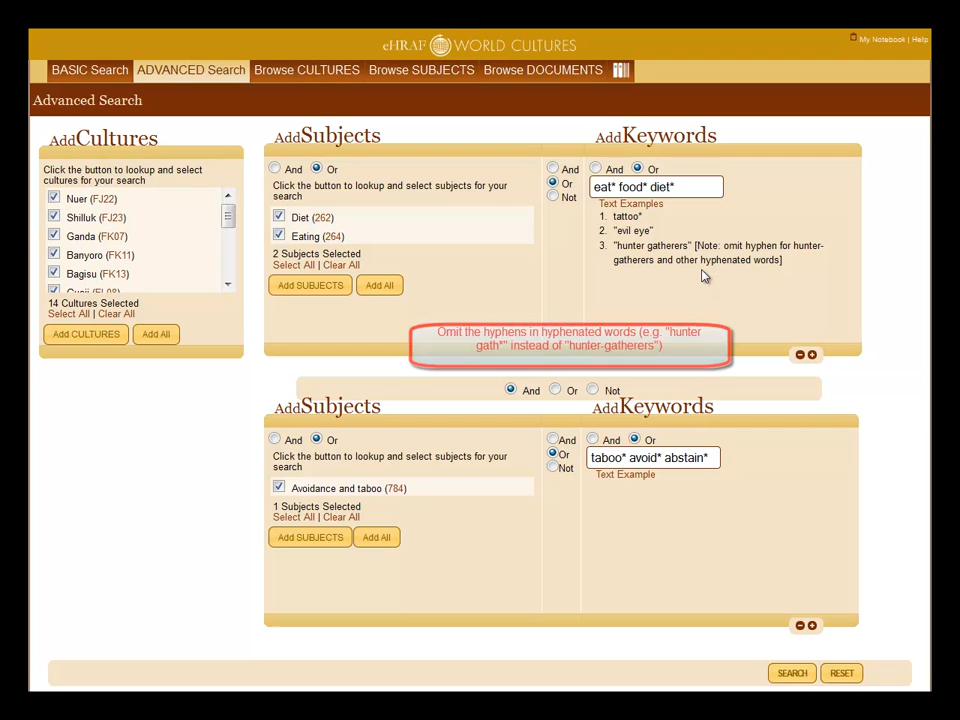 eHRAF WORLD CULTURES
My Notebook | Help
BASIC Search ADVANCED Search Browse CULTURES Browse SUBJECTS Browse DOCUMENTS
Advanced Search
AddCultures
Click the button to lookup and select
cultures for your search
Nuer (FJ22)
Shilluk (FJ23)
Ganda (FK07)
Banyoro (FK11)
Bagisu (FK13)
14 Cultures Selected
Select All | Clear All
Add CULTURES Add All
AddSubjects
And Or
Click the button to lookup and select subjects for your
search
Diet (262)
Eating (264)
2 Subjects Selected
Select All | Clear All
Add SUBJECTS Add All
And
Or
Not
AddKeywords
And Or
eat* food* diet*
Text Examples
1. tattoo*
2. "evil eye"
3. "hunter gatherers" [Note: omit hyphen for hunter-
gatherers and other hyphenated words]
Omit the hyphens in hyphenated words (e.g. "hunter
gath*" instead of "hunter-gatherers")
And Or Not
AddSubjects
And Or
Click the button to lookup and select subjects for your
search
Avoidance and taboo (784)
1 Subjects Selected
Select All | Clear All
Add SUBJECTS Add All
And
Or
Not
AddKeywords
And Or
taboo* avoid* abstain*
Text Example
SEARCH RESET